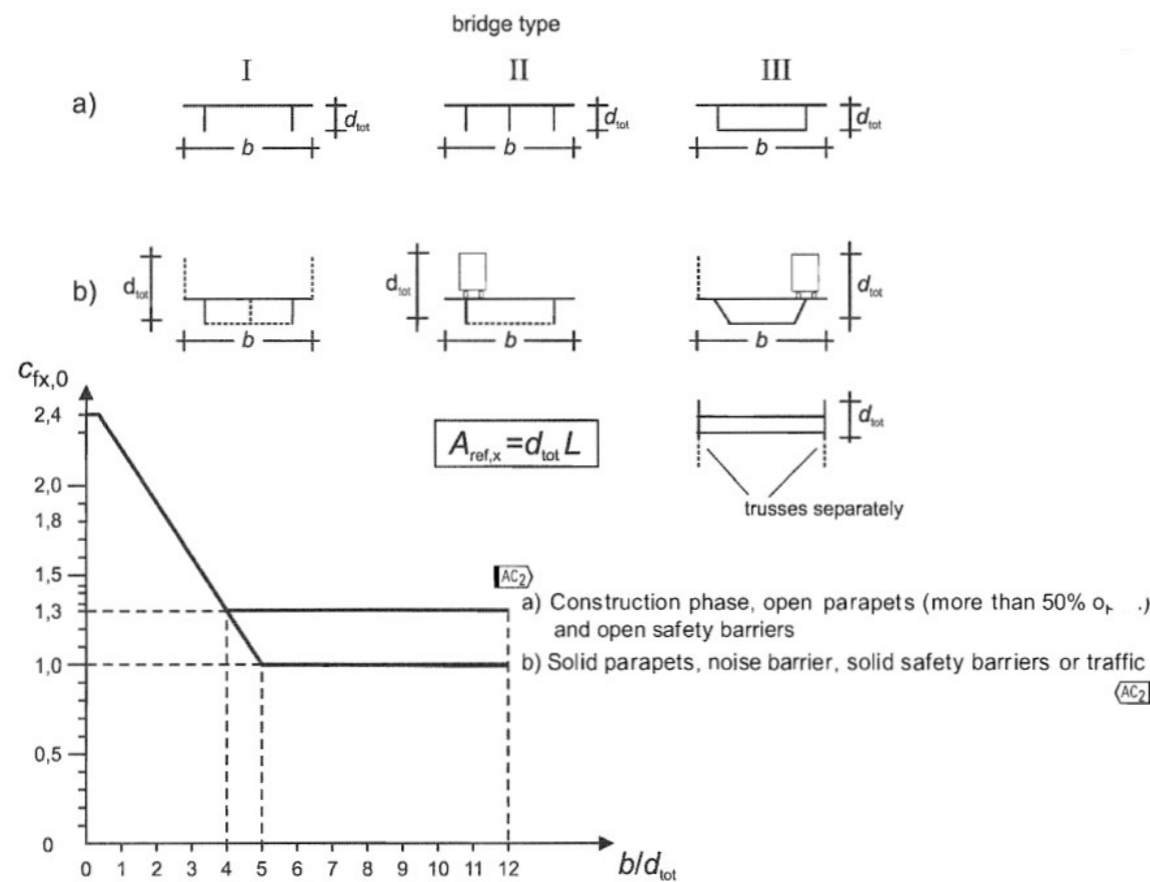 bridge type
I II III
a)
d_tot d_tot d_tot
b b b
b)
d_tot d_tot d_tot
b b b
c_fx,0
2,4
2,0
1,8
1,5
1,3
1,0
0,5
0
A_ref,x = d_tot L
d_tot
trusses separately
AC2
a) Construction phase, open parapets (more than 50%
and open safety barriers
b) Solid parapets, noise barrier, solid safety barriers or traffic
AC2
0 1 2 3 4 5 6 7 8 9 10 11 12
b/d_tot